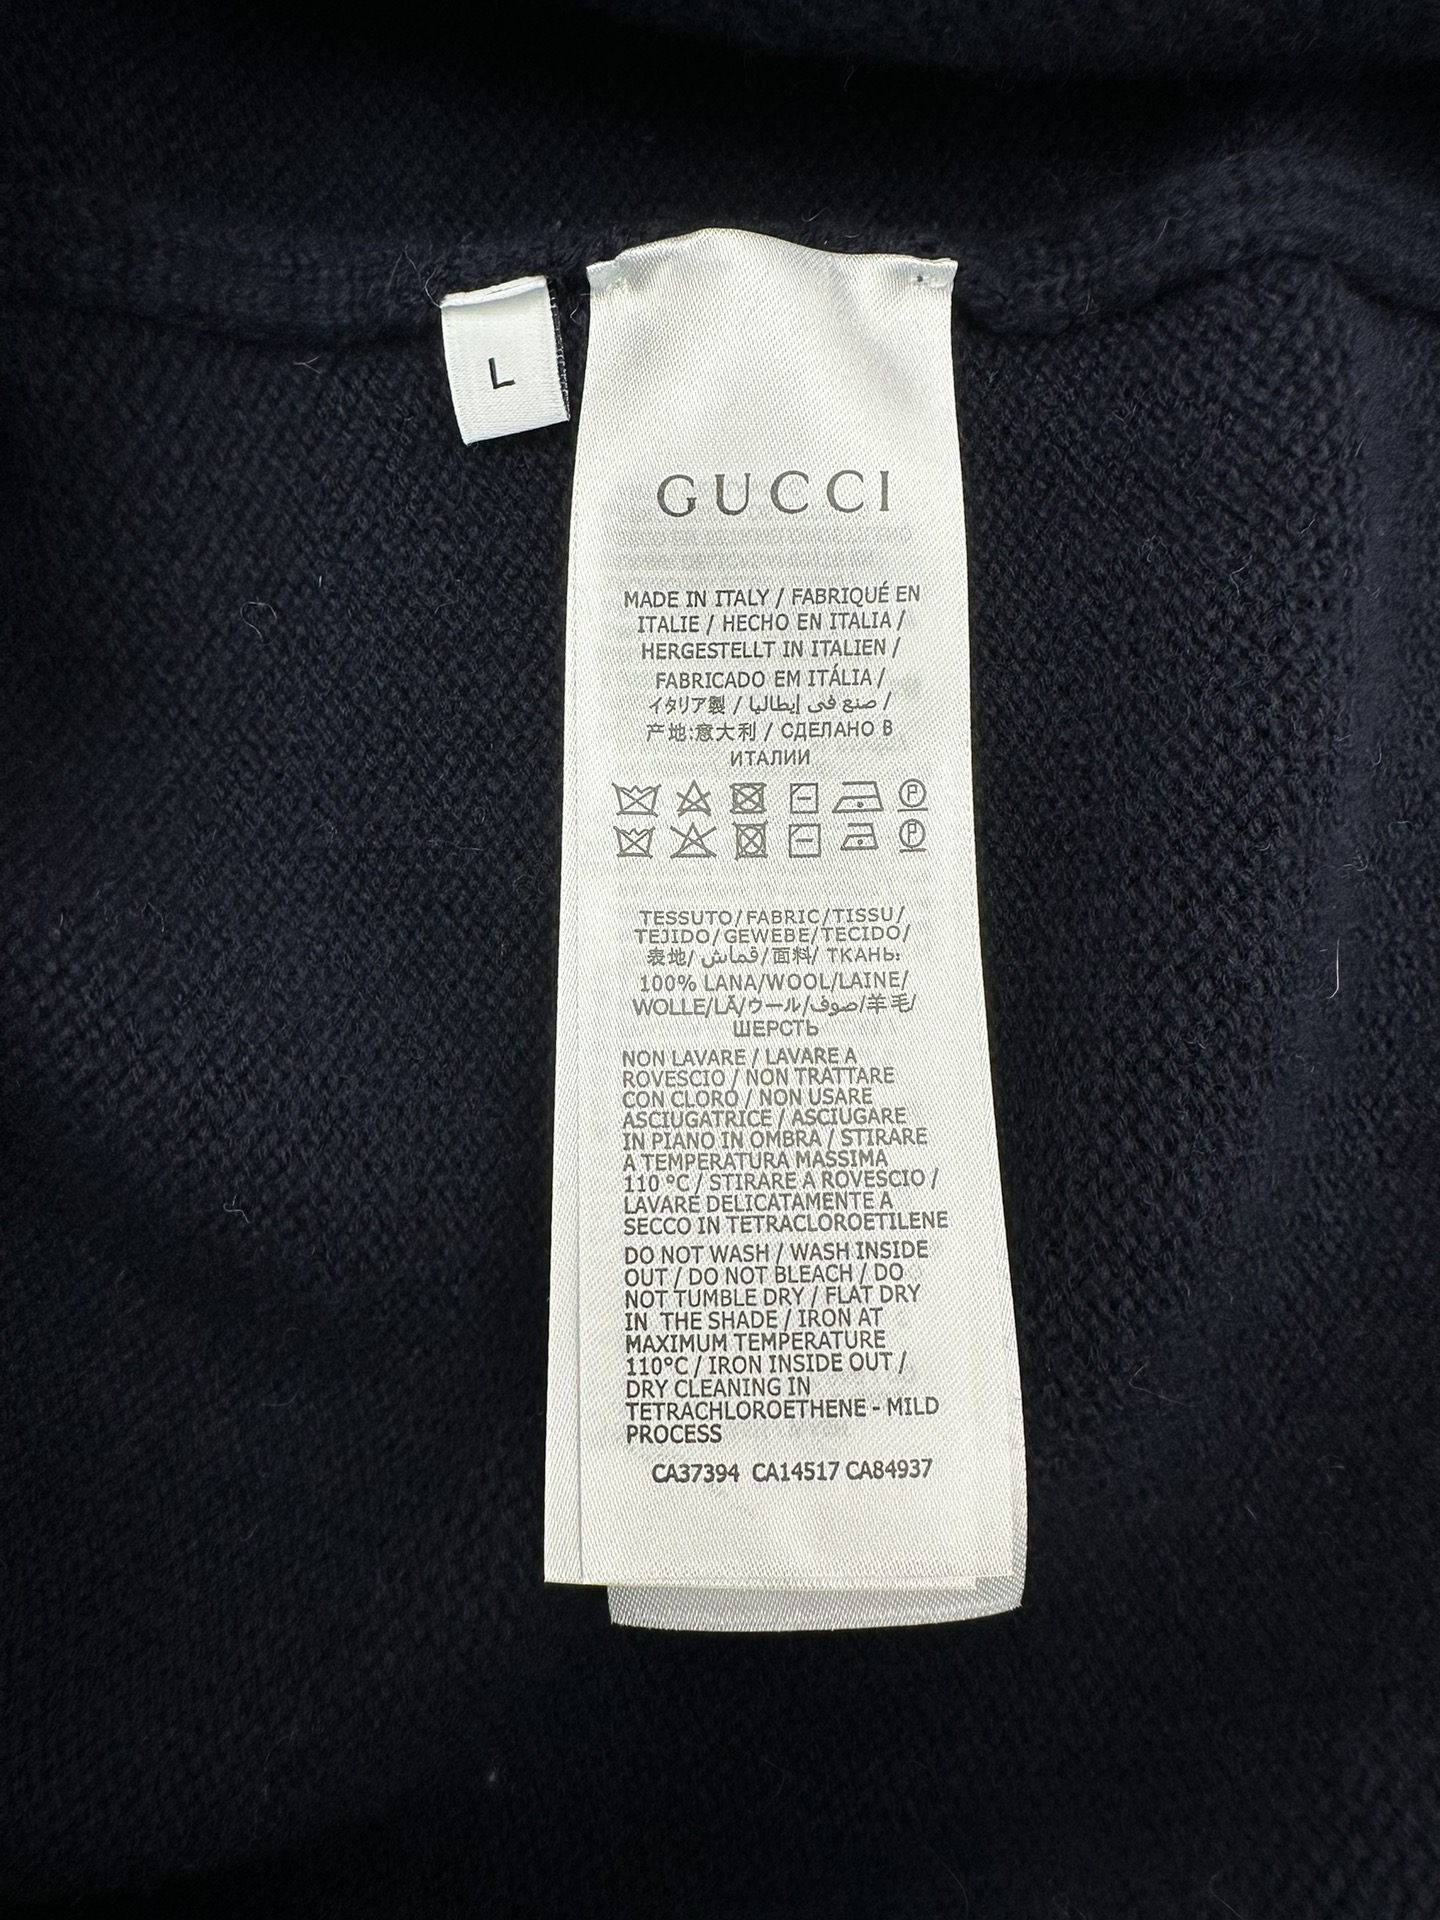 L
GUCCI
MADE IN ITALY / FABRIQUÉ EN
ITALIE / HECHO EN ITALIA /
HERGESTELLT IN ITALIEN /
FABRICADO EM ITÁLIA /
イタリア製 / صنع في إيطاليا /
产地:意大利 / СДЕЛАНО В
ИТАЛИИ
TESSUTO/FABRIC/TISSU/
TEJIDO/GEWEBE/TECIDO/
表地/ قماش/面料/ ТКАНЬ:
100% LANA/WOOL/LAINE/
WOLLE/LÃ/ウール/صوف/羊毛/
ШЕРСТЬ
NON LAVARE / LAVARE A
ROVESCIO / NON TRATTARE
CON CLORO / NON USARE
ASCIUGATRICE / ASCIUGARE
IN PIANO IN OMBRA / STIRARE
A TEMPERATURA MASSIMA
110 °C / STIRARE A ROVESCIO /
LAVARE DELICATAMENTE A
SECCO IN TETRACLOROETILENE
DO NOT WASH / WASH INSIDE
OUT / DO NOT BLEACH / DO
NOT TUMBLE DRY / FLAT DRY
IN THE SHADE / IRON AT
MAXIMUM TEMPERATURE
110°C / IRON INSIDE OUT /
DRY CLEANING IN
TETRACHLOROETHENE - MILD
PROCESS
CA37394 CA14517 CA84937